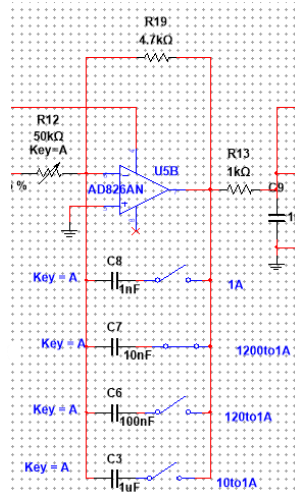 R19
4.7kΩ
R12
50kΩ
Key=A
%
U5B
AD826AN
R13
1kΩ
C9
Key = A
C8
1nF
1A
Key = A
C7
10nF
1200to1A
Key = A
C6
100nF
120to1A
Key = A
C3
1uF
10to1A